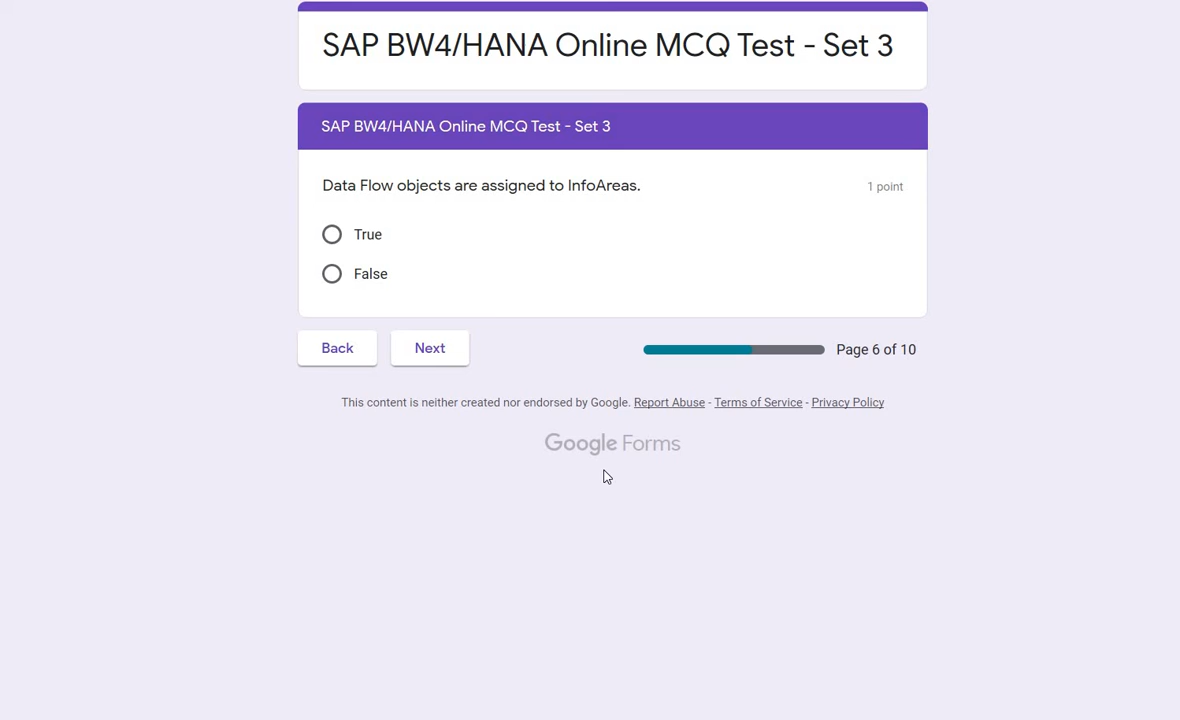 SAP BW4/HANA Online MCQ Test - Set 3
SAP BW4/HANA Online MCQ Test - Set 3
Data Flow objects are assigned to InfoAreas.
1 point
True
False
Back
Next
Page 6 of 10
This content is neither created nor endorsed by Google. Report Abuse - Terms of Service - Privacy Policy
Google Forms